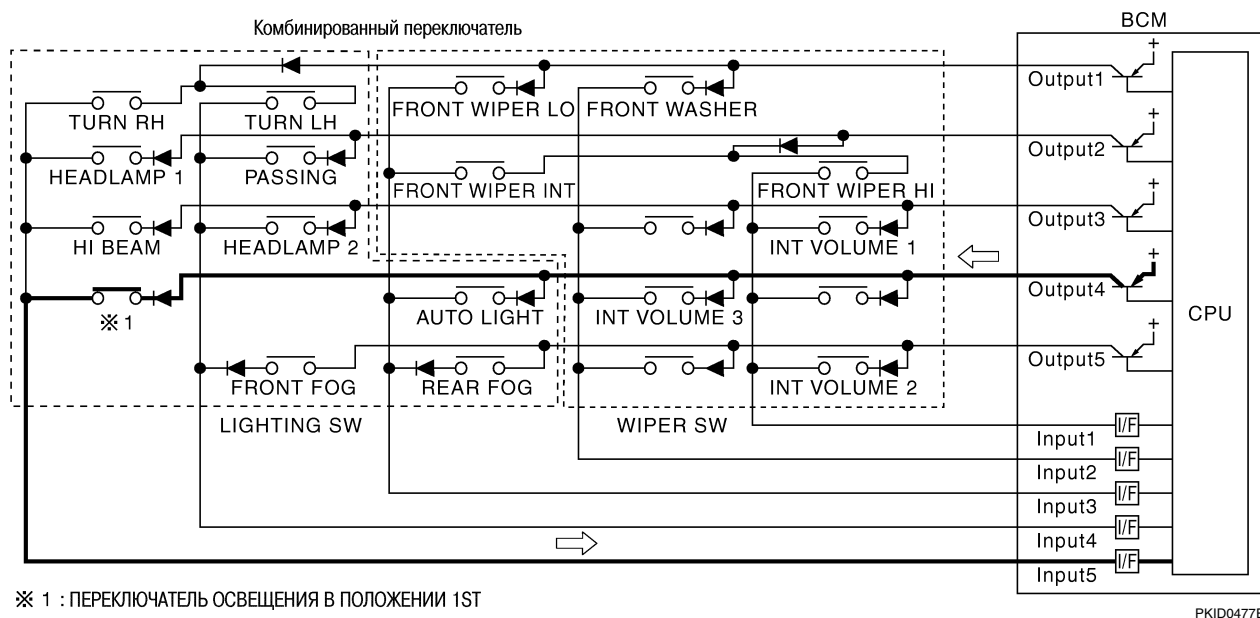 BCM
Комбинированный переключатель
Output1
TURN RH
TURN LH
FRONT WIPER LO
FRONT WASHER
Output2
HEADLAMP 1
PASSING
FRONT WIPER INT
FRONT WIPER HI
Output3
HI BEAM
HEADLAMP 2
INT VOLUME 1
Output4
CPU
※ 1
AUTO LIGHT
INT VOLUME 3
Output5
FRONT FOG
REAR FOG
INT VOLUME 2
LIGHTING SW
WIPER SW
I/F
Input1
I/F
Input2
I/F
Input3
I/F
Input4
I/F
Input5
※ 1 : ПЕРЕКЛЮЧАТЕЛЬ ОСВЕЩЕНИЯ В ПОЛОЖЕНИИ 1ST
PKID0477E